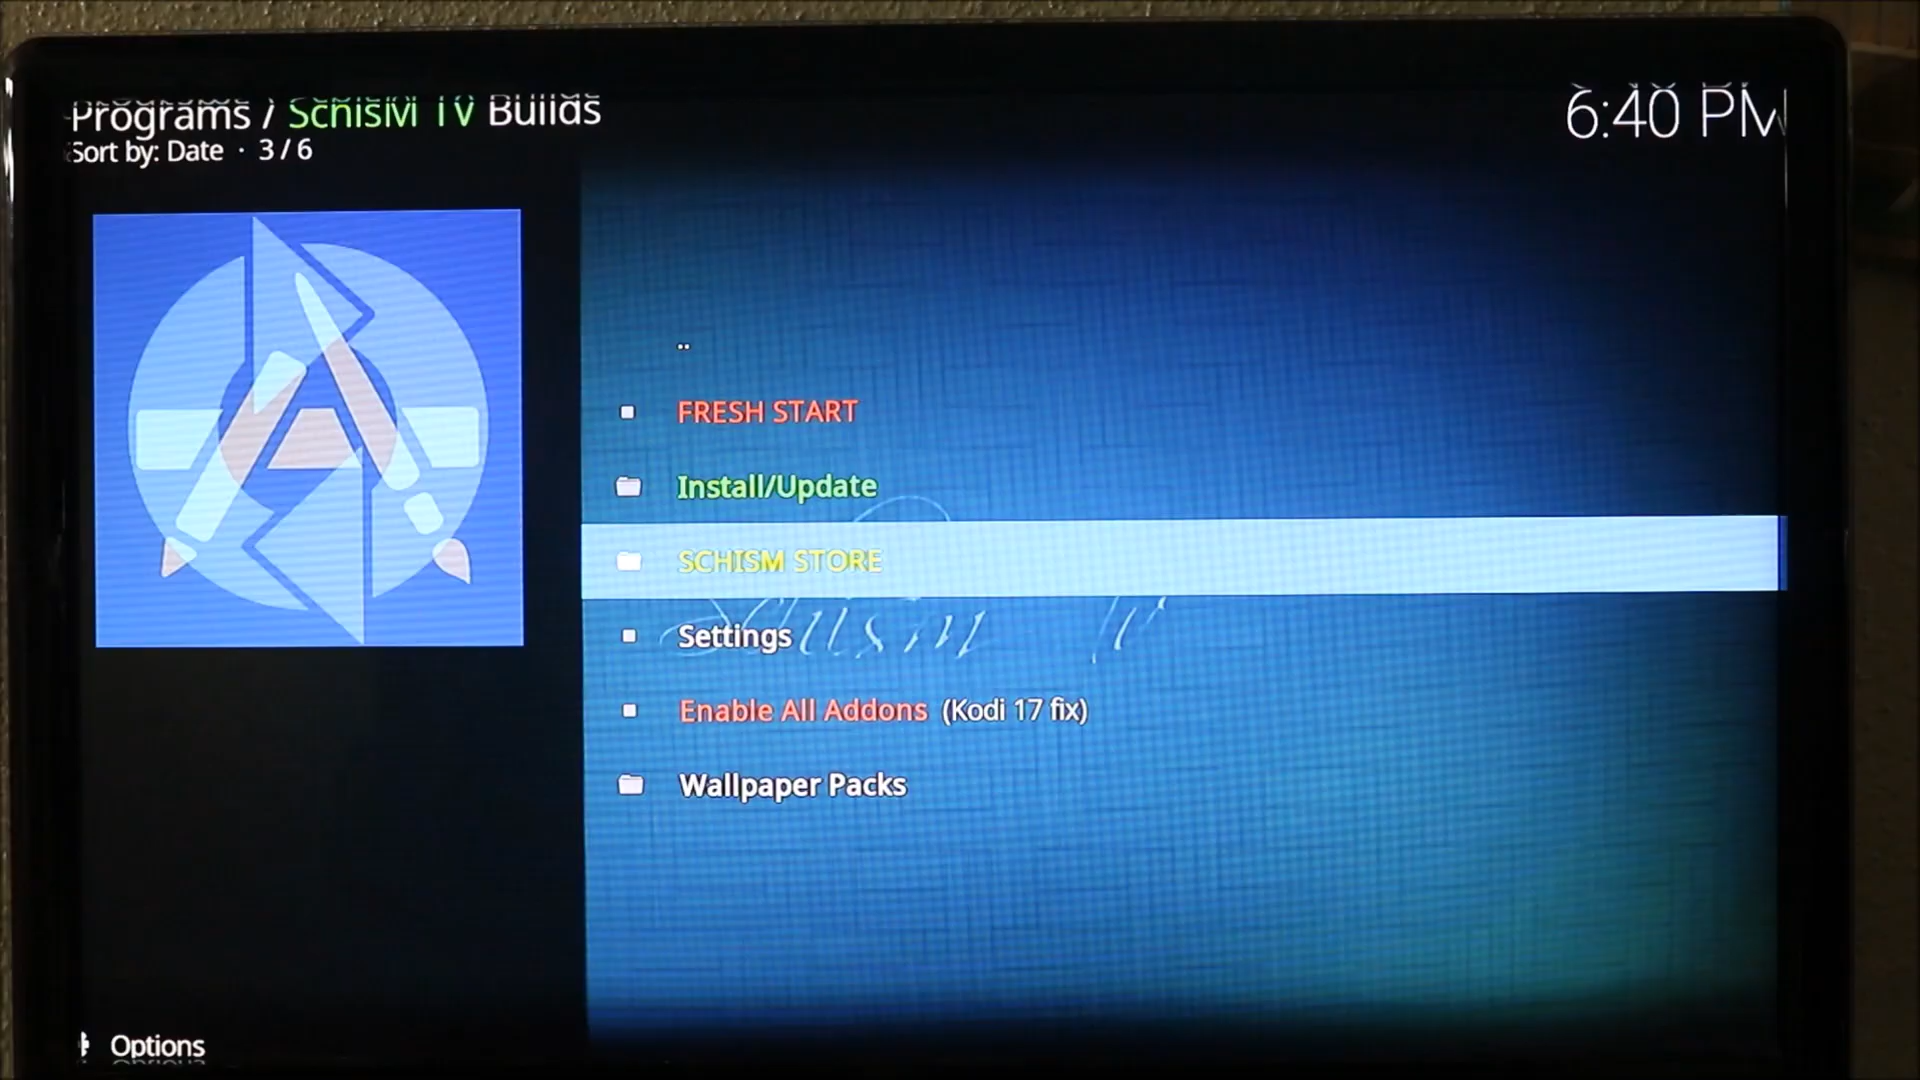 Programs / SchisM TV Builds
6:40 PM
Sort by: Date · 3 / 6
..
FRESH START
Install/Update
SCHISM STORE
Settings
Enable All Addons (Kodi 17 fix)
Wallpaper Packs
Options